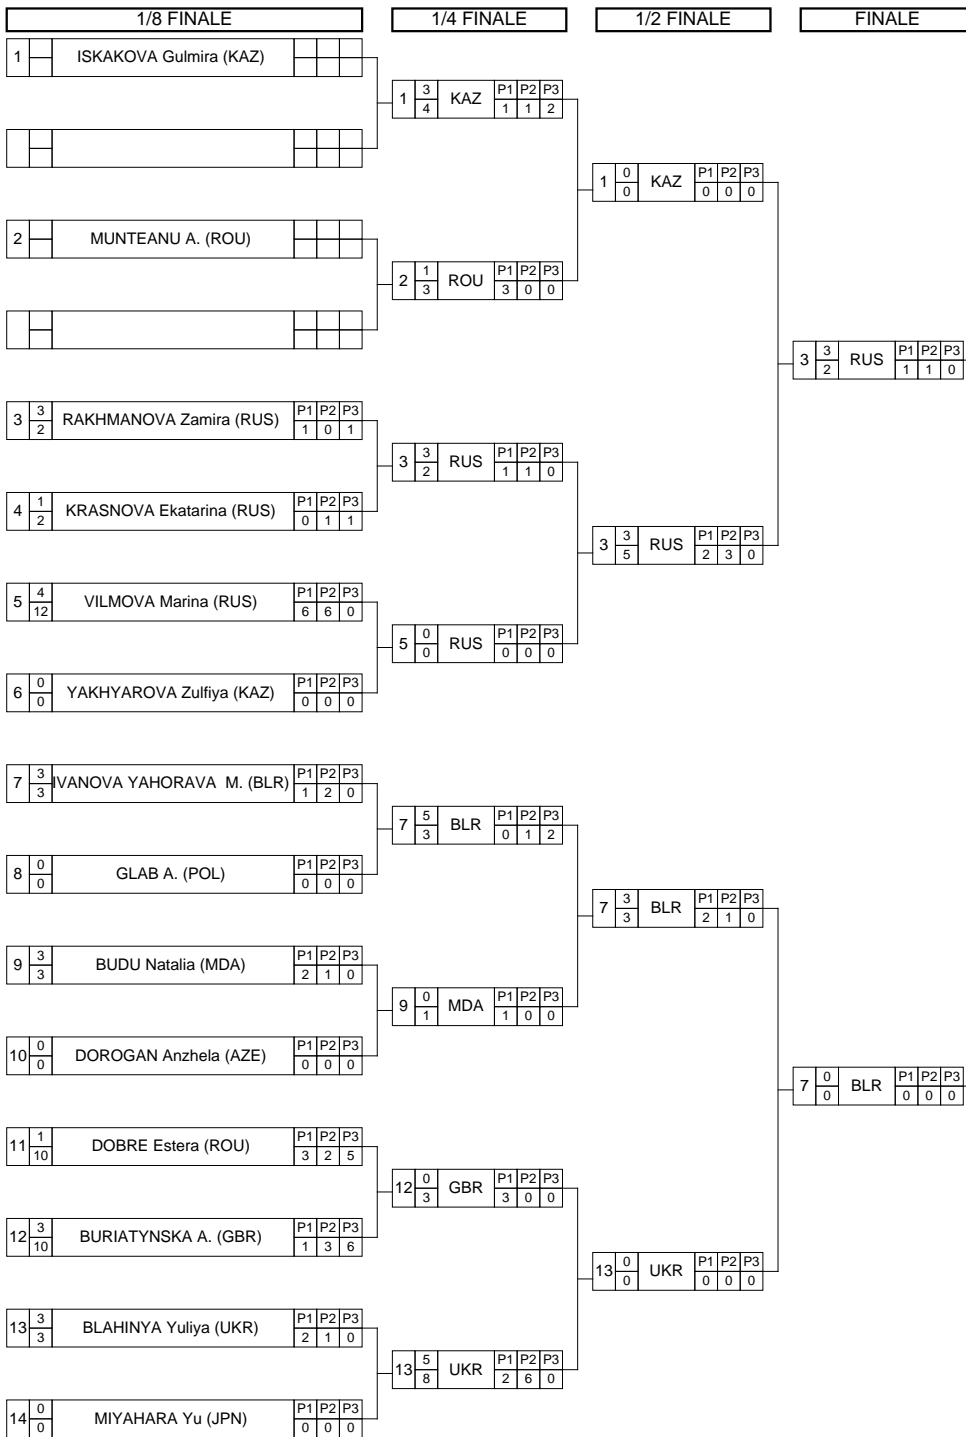 1/8 FINALE
1/4 FINALE
1/2 FINALE
FINALE
1 ISKAKOVA Gulmira (KAZ)
1 3 4 KAZ P1 P2 P3 1 1 2
1 0 0 KAZ P1 P2 P3 0 0 0
2 MUNTEANU A. (ROU)
2 1 3 ROU P1 P2 P3 3 0 0
3 3 2 RUS P1 P2 P3 1 1 0
3 3 2 RAKHMANOVA Zamira (RUS) P1 P2 P3 1 0 1
3 3 2 RUS P1 P2 P3 1 1 0
4 1 2 KRASNOVA Ekatarina (RUS) P1 P2 P3 0 1 1
3 3 5 RUS P1 P2 P3 2 3 0
5 4 12 VILMOVA Marina (RUS) P1 P2 P3 6 6 0
5 0 0 RUS P1 P2 P3 0 0 0
6 0 0 YAKHYAROVA Zulfiya (KAZ) P1 P2 P3 0 0 0
7 3 3 IVANOVA YAHORAVA M. (BLR) P1 P2 P3 1 2 0
7 5 3 BLR P1 P2 P3 0 1 2
8 0 0 GLAB A. (POL) P1 P2 P3 0 0 0
7 3 3 BLR P1 P2 P3 2 1 0
9 3 3 BUDU Natalia (MDA) P1 P2 P3 2 1 0
9 0 1 MDA P1 P2 P3 1 0 0
10 0 0 DOROGAN Anzhela (AZE) P1 P2 P3 0 0 0
7 0 0 BLR P1 P2 P3 0 0 0
11 1 10 DOBRE Estera (ROU) P1 P2 P3 3 2 5
12 0 3 GBR P1 P2 P3 3 0 0
12 3 10 BURIATYNSKA A. (GBR) P1 P2 P3 1 3 6
13 0 0 UKR P1 P2 P3 0 0 0
13 3 3 BLAHINYA Yuliya (UKR) P1 P2 P3 2 1 0
13 5 8 UKR P1 P2 P3 2 6 0
14 0 0 MIYAHARA Yu (JPN) P1 P2 P3 0 0 0